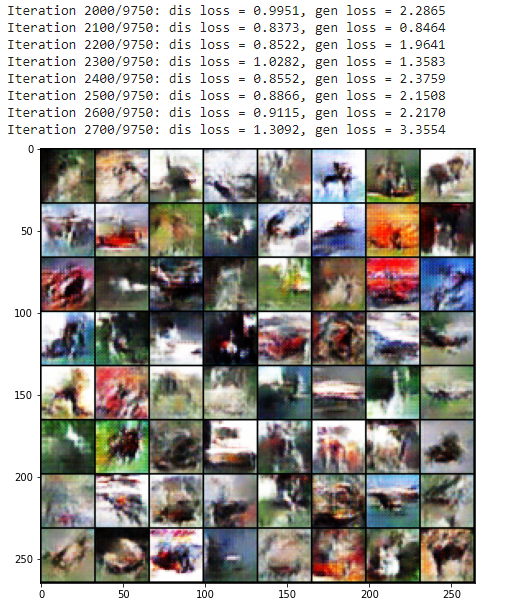 Iteration 2000/9750: dis loss = 0.9951, gen loss = 2.2865
Iteration 2100/9750: dis loss = 0.8373, gen loss = 0.8464
Iteration 2200/9750: dis loss = 0.8522, gen loss = 1.9641
Iteration 2300/9750: dis loss = 1.0282, gen loss = 1.3583
Iteration 2400/9750: dis loss = 0.8552, gen loss = 2.3759
Iteration 2500/9750: dis loss = 0.8866, gen loss = 2.1508
Iteration 2600/9750: dis loss = 0.9115, gen loss = 2.2170
Iteration 2700/9750: dis loss = 1.3092, gen loss = 3.3554
0
50
100
150
200
250
0 50 100 150 200 250